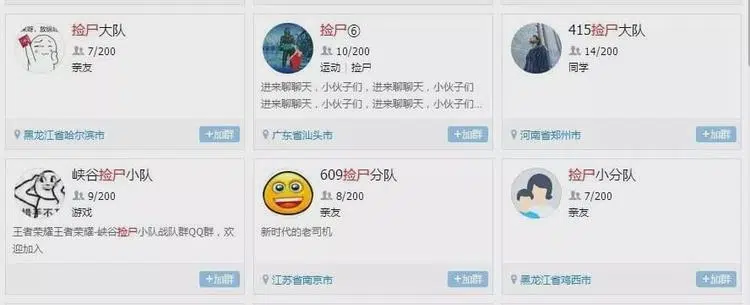 捡尸大队
7/200
亲友
黑龙江省哈尔滨市
+加群
捡尸⑥
10/200
运动 | 捡尸
进来聊聊天,小伙子们,进来聊聊天,小伙子们
进来聊聊天,小伙子们,进来聊聊天,小伙子们...
广东省汕头市
+加群
415捡尸大队
14/200
同学
河南省郑州市
+加群
峡谷捡尸小队
9/200
游戏
王者荣耀王者荣耀-峡谷捡尸小队战队群QQ群,欢
迎加入
+加群
609捡尸分队
8/200
亲友
新时代的老司机
江苏省南京市
+加群
捡尸小分队
7/200
亲友
黑龙江省鸡西市
+加群